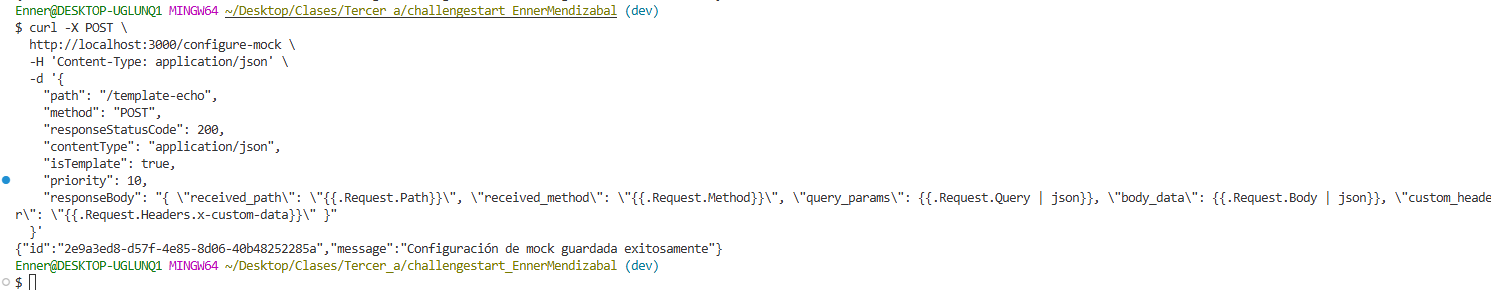 Enner@DESKTOP-UGLUNQ1 MINGW64 ~/Desktop/Clases/Tercer_a/challengestart_EnnerMendizabal (dev)
$ curl -X POST \
  http://localhost:3000/configure-mock \
  -H 'Content-Type: application/json' \
  -d '{
    "path": "/template-echo",
    "method": "POST",
    "responseStatusCode": 200,
    "contentType": "application/json",
    "isTemplate": true,
    "priority": 10,
    "responseBody": "{ \"received_path\": \"{{.Request.Path}}\", \"received_method\": \"{{.Request.Method}}\", \"query_params\": {{.Request.Query | json}}, \"body_data\": {{.Request.Body | json}}, \"custom_heade
r\": \"{{.Request.Headers.x-custom-data}}\" }"
  }'
{"id":"2e9a3ed8-d57f-4e85-8d06-40b48252285a","message":"Configuración de mock guardada exitosamente"}
Enner@DESKTOP-UGLUNQ1 MINGW64 ~/Desktop/Clases/Tercer_a/challengestart_EnnerMendizabal (dev)
$